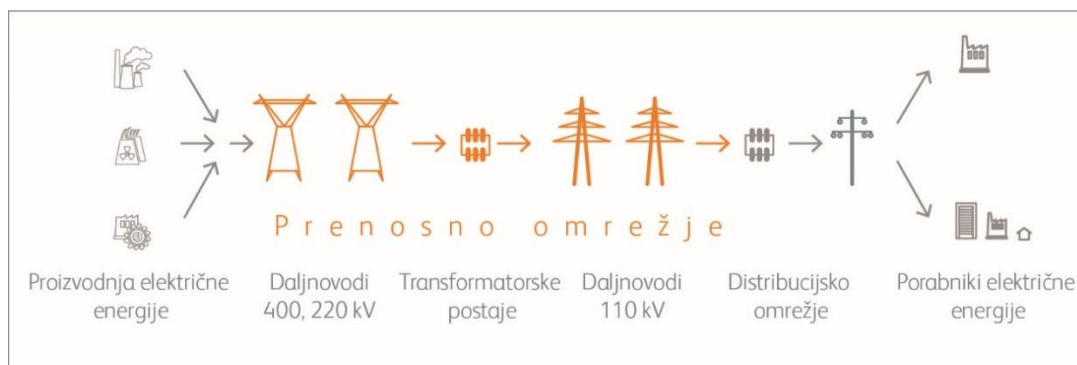 Prenosno omrežje
Proizvodnja električne
energije
Daljnovodi
400, 220 kV
Transformatorske
postaje
Daljnovodi
110 kV
Distribucijsko
omrežje
Porabniki električne
energije